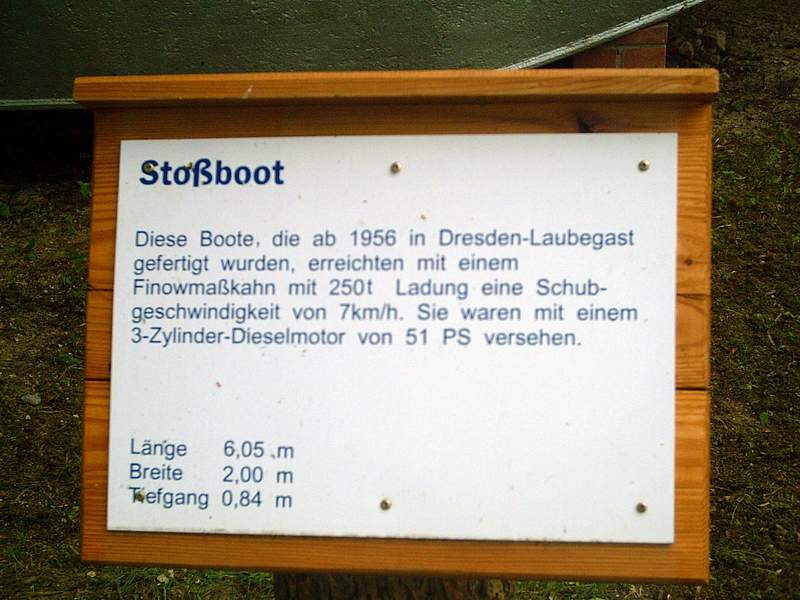 Stoßboot
Diese Boote, die ab 1956 in Dresden-Laubegast
gefertigt wurden, erreichten mit einem
Finowmaßkahn mit 250t Ladung eine Schub-
geschwindigkeit von 7km/h. Sie waren mit einem
3-Zylinder-Dieselmotor von 51 PS versehen.
Länge 6,05 m
Breite 2,00 m
Tiefgang 0,84 m